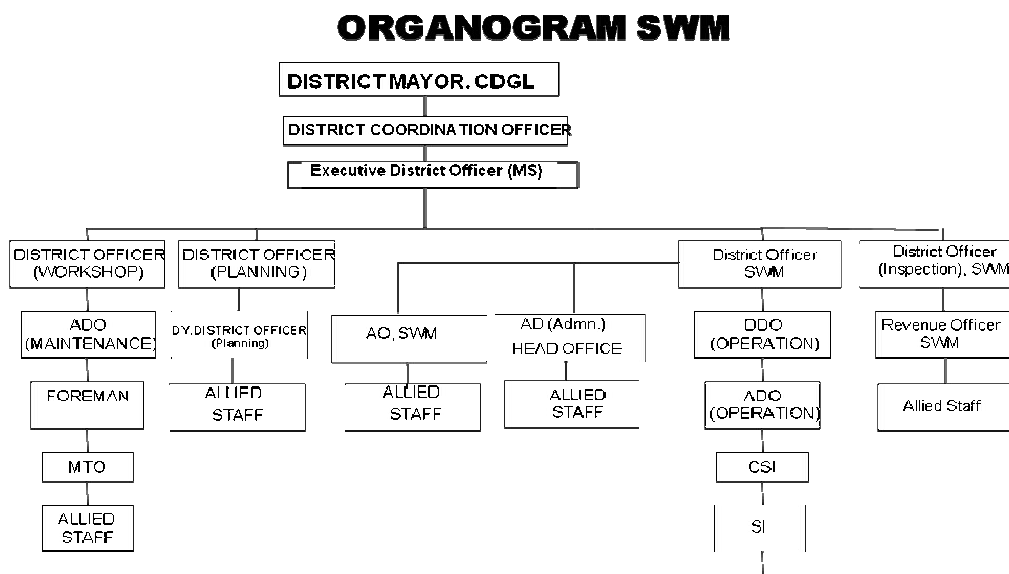 ORGANOGRAM SWM
DISTRICT MAYOR. CDGL
DISTRICT COORDINATION OFFICER
Executive District Officer (MS)
DISTRICT OFFICER
(WORKSHOP)
DISTRICT OFFICER
(PLANNING)
District Officer
SWM
District Officer
(Inspection), SWM
ADO
(MAINTENANCE)
DY.DISTRICT OFFICER
(Planning)
AO, SWM
AD (Admn.)
HEAD OFFICE
DDO
(OPERATION)
Revenue Officer
SWM
FOREMAN
ALLIED
STAFF
ALLIED
STAFF
ALLIED
STAFF
ADO
(OPERATION)
Allied Staff
MTO
CSI
ALLIED
STAFF
SI